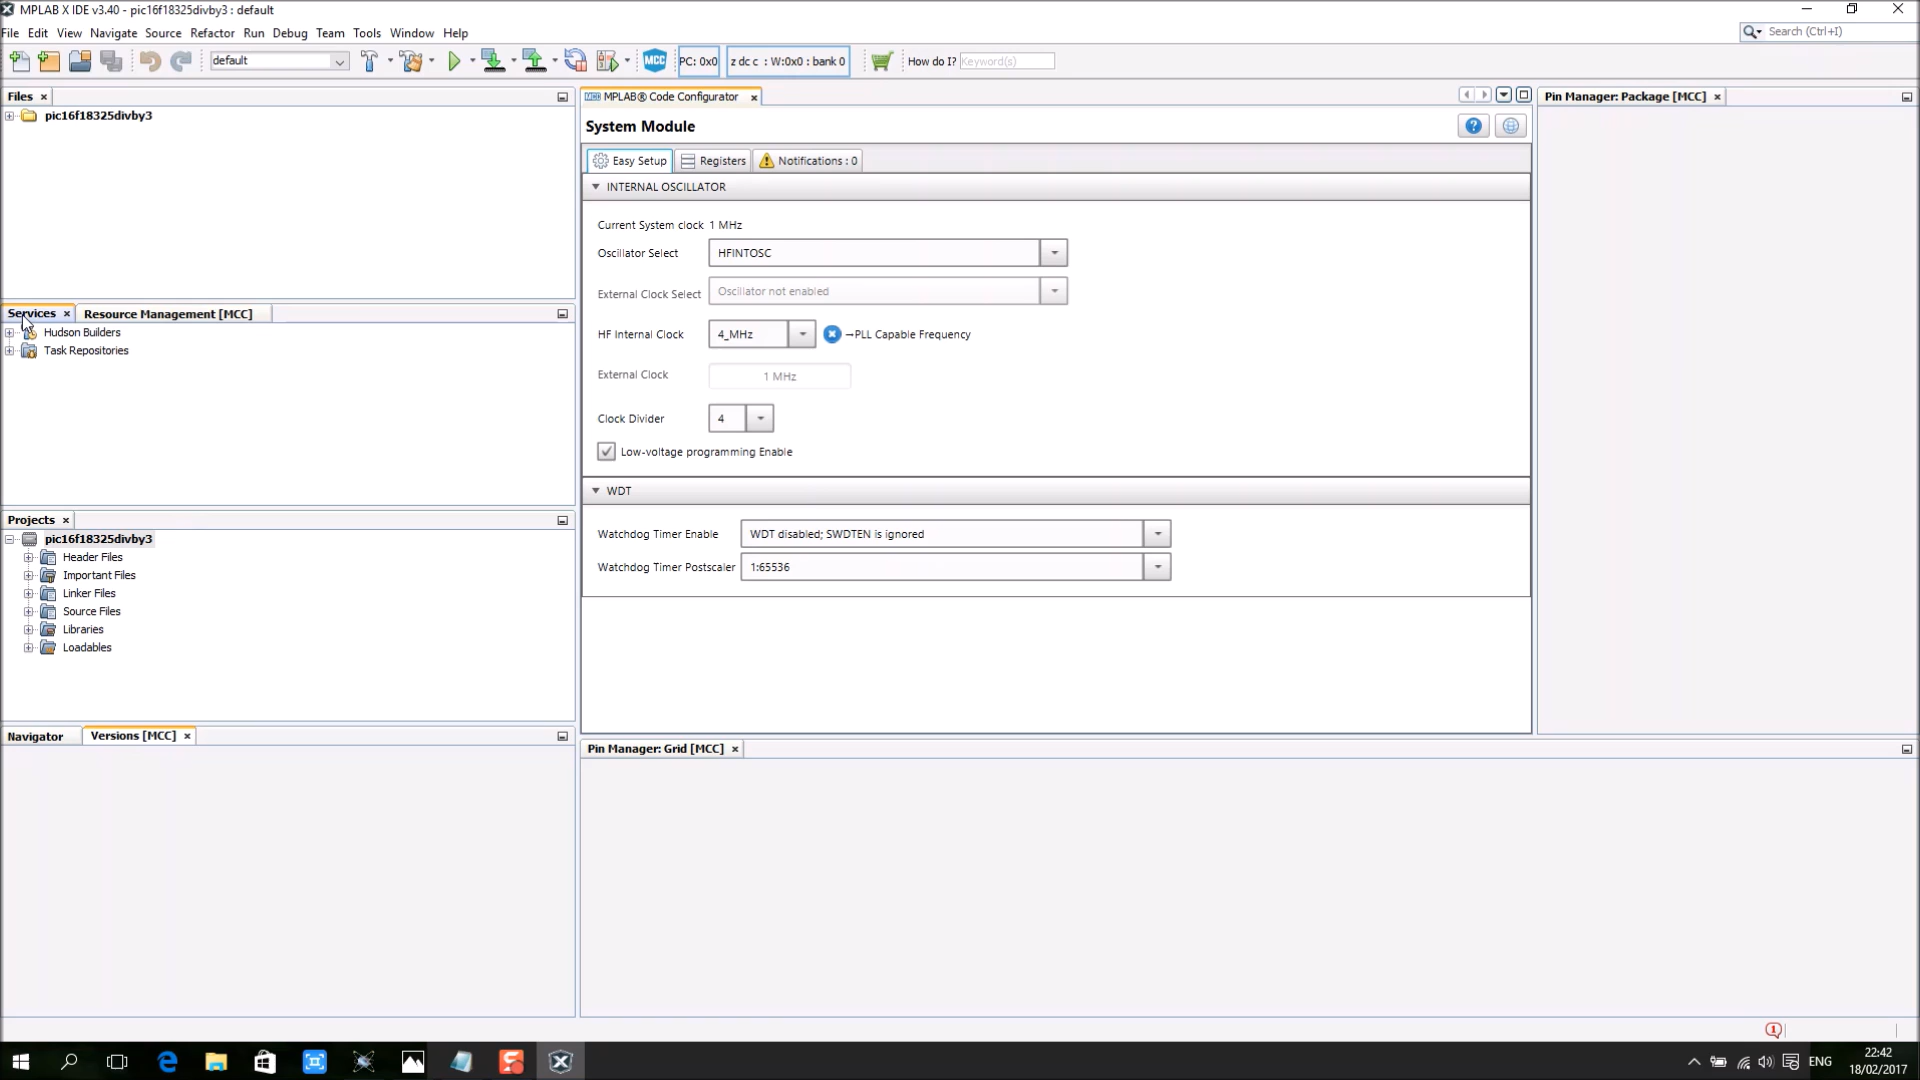 MPLAB X IDE v3.40 - pic16f18325divby3 : default
File Edit View Navigate Source Refactor Run Debug Team Tools Window Help
Search (Ctrl+I)
default
MCC
PC: 0x0
z dc c : W:0x0 : bank 0
How do I? Keyword(s)
Files
pic16f18325divby3
Services
Resource Management [MCC]
Hudson Builders
Task Repositories
Projects
pic16f18325divby3
Header Files
Important Files
Linker Files
Source Files
Libraries
Loadables
Navigator
Versions [MCC]
MPLAB® Code Configurator
System Module
Easy Setup
Registers
Notifications : 0
INTERNAL OSCILLATOR
Current System clock 1 MHz
Oscillator Select HFINTOSC
External Clock Select Oscillator not enabled
HF Internal Clock 4_MHz →PLL Capable Frequency
External Clock 1 MHz
Clock Divider 4
Low-voltage programming Enable
WDT
Watchdog Timer Enable WDT disabled; SWDTEN is ignored
Watchdog Timer Postscaler 1:65536
Pin Manager: Grid [MCC]
Pin Manager: Package [MCC]
1
ENG
22:42
18/02/2017